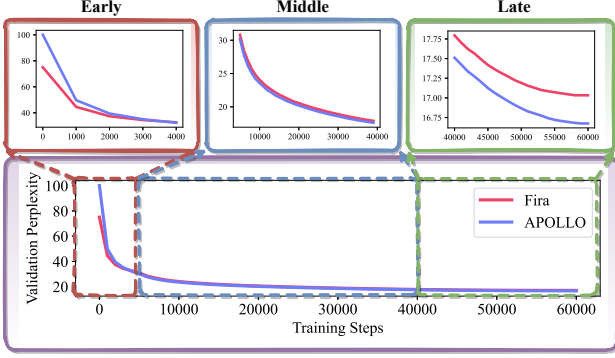 Early
Middle
Late
100
80
60
40
0 1000 2000 3000 4000
30
20
10000 20000 30000 40000
17.75
17.50
17.25
17.00
16.75
40000 45000 50000 55000 60000
Validation Perplexity
100
80
60
40
20
Fira
APOLLO
0 10000 20000 30000 40000 50000 60000
Training Steps